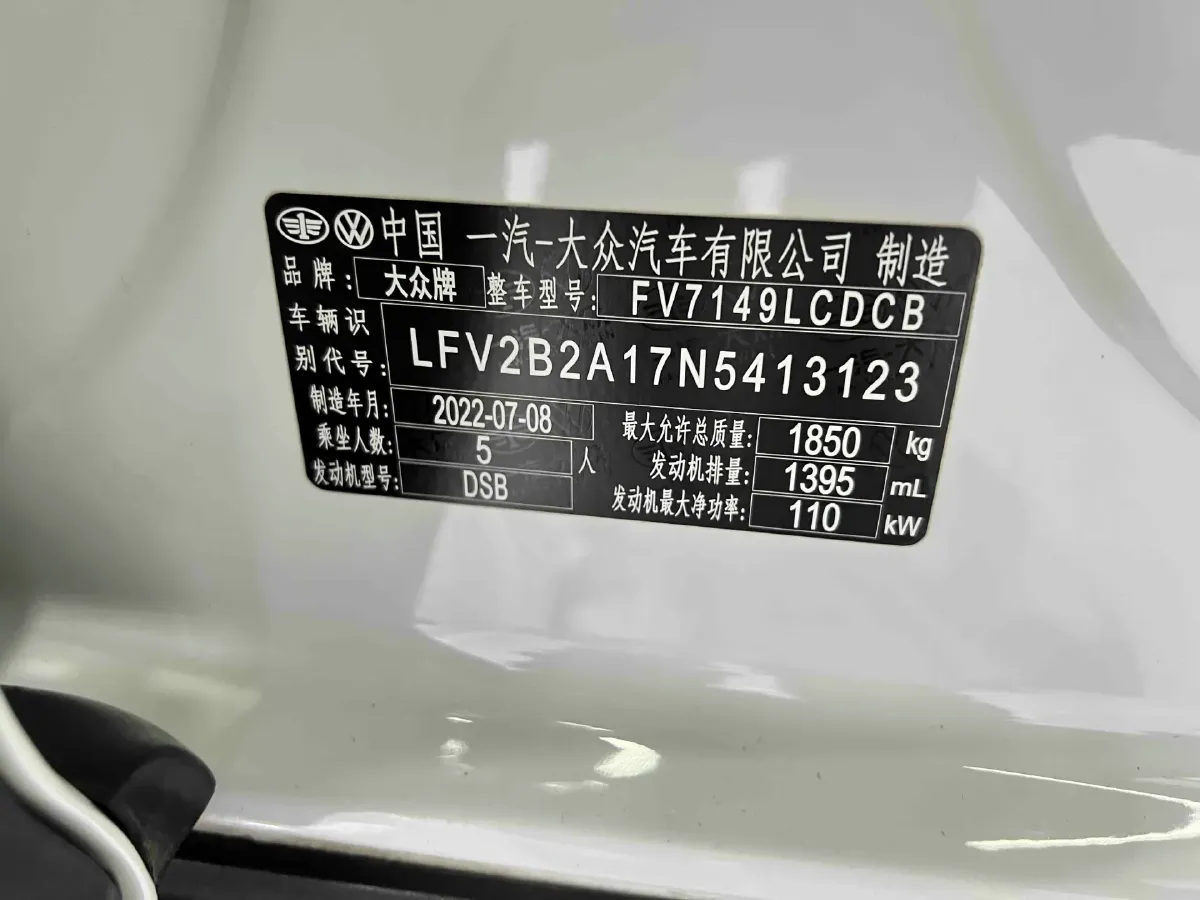 中国 一汽-大众汽车有限公司 制造
品牌: 大众牌 整车型号: FV7149LCDCB
车辆识别代号: LFV2B2A17N5413123
制造年月: 2022-07-08 最大允许总质量: 1850 kg
乘坐人数: 5 人 发动机排量: 1395 mL
发动机型号: DSB 发动机最大净功率: 110 kW